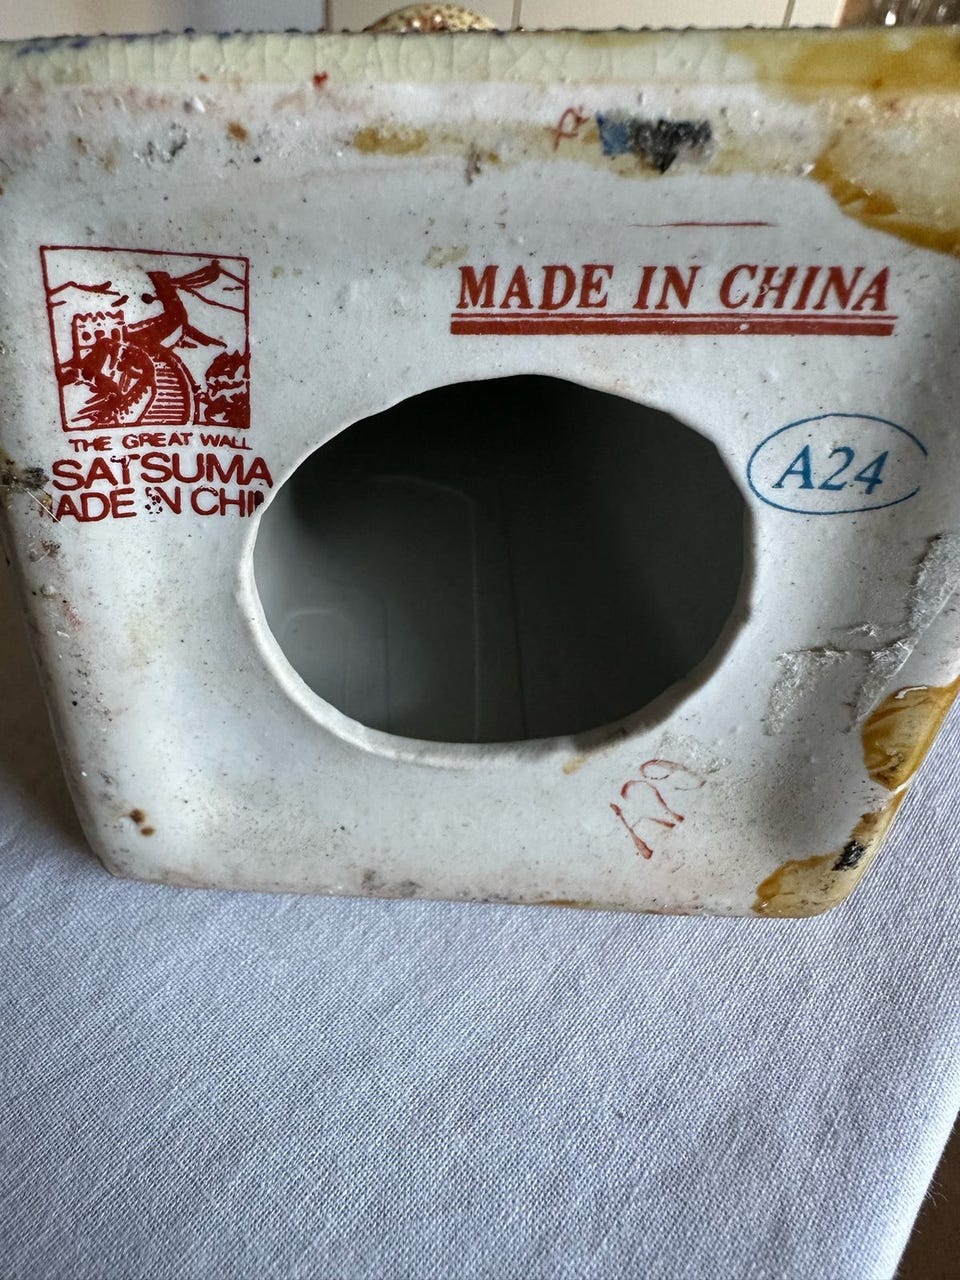 MADE IN CHINA
THE GREAT WALL
SATSUMA
ADE IN CHI
A24